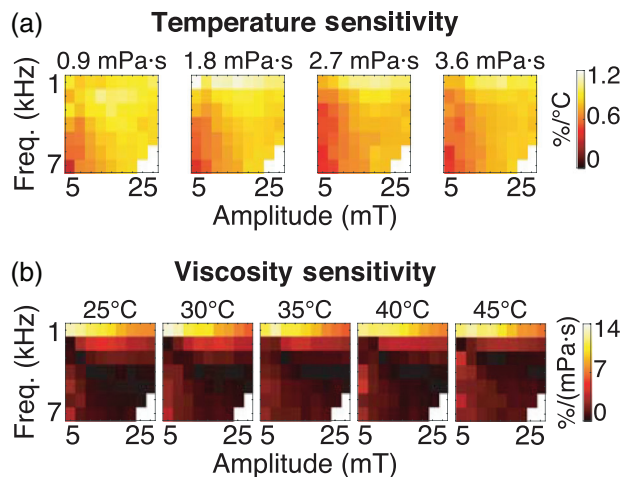 (a) Temperature sensitivity
0.9 mPa·s 1.8 mPa·s 2.7 mPa·s 3.6 mPa·s
Freq. (kHz)
1
7
5 25 5 25 5 25 5 25
Amplitude (mT)
1.2
0.6
0
%/°C
(b) Viscosity sensitivity
25°C 30°C 35°C 40°C 45°C
Freq. (kHz)
1
7
5 25 5 25 5 25 5 25 5 25
Amplitude (mT)
14
7
0
%/(mPa·s)